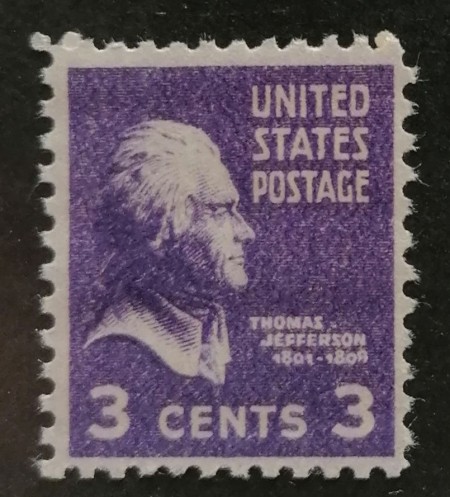 UNITED
STATES
POSTAGE
THOMAS
JEFFERSON
1801-1809
3 CENTS 3